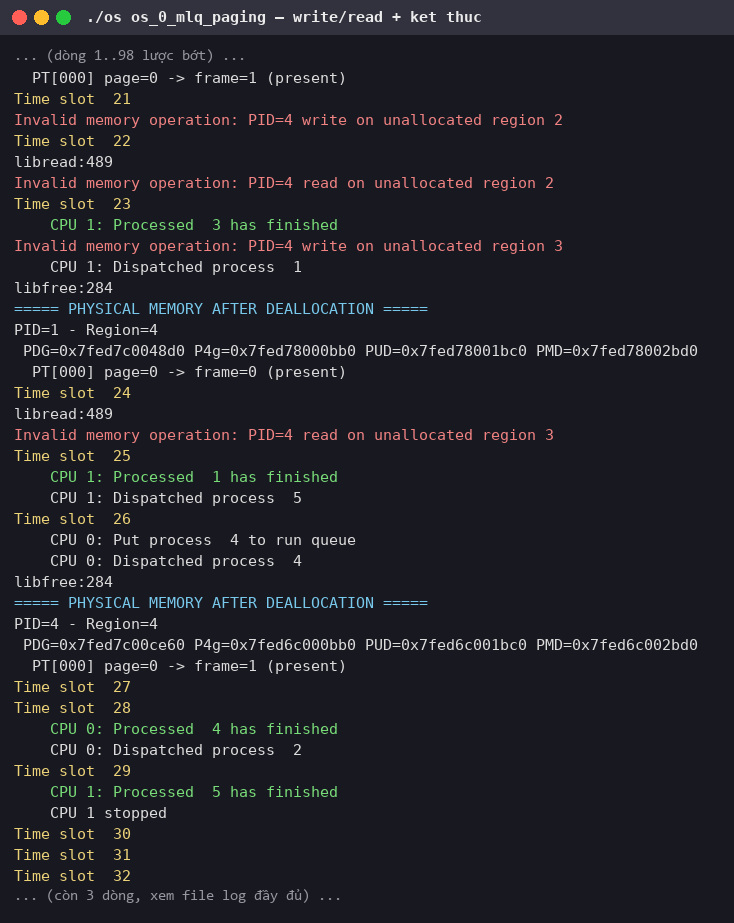 ./os os_0_mlq_paging — write/read + ket thuc
... (dòng 1..98 lược bớt) ...
  PT[000] page=0 -> frame=1 (present)
Time slot  21
Invalid memory operation: PID=4 write on unallocated region 2
Time slot  22
libread:489
Invalid memory operation: PID=4 read on unallocated region 2
Time slot  23
    CPU 1: Processed  3 has finished
Invalid memory operation: PID=4 write on unallocated region 3
    CPU 1: Dispatched process  1
libfree:284
===== PHYSICAL MEMORY AFTER DEALLOCATION =====
PID=1 - Region=4
 PDG=0x7fed7c0048d0 P4g=0x7fed78000bb0 PUD=0x7fed78001bc0 PMD=0x7fed78002bd0
  PT[000] page=0 -> frame=0 (present)
Time slot  24
libread:489
Invalid memory operation: PID=4 read on unallocated region 3
Time slot  25
    CPU 1: Processed  1 has finished
    CPU 1: Dispatched process  5
Time slot  26
    CPU 0: Put process  4 to run queue
    CPU 0: Dispatched process  4
libfree:284
===== PHYSICAL MEMORY AFTER DEALLOCATION =====
PID=4 - Region=4
 PDG=0x7fed7c00ce60 P4g=0x7fed6c000bb0 PUD=0x7fed6c001bc0 PMD=0x7fed6c002bd0
  PT[000] page=0 -> frame=1 (present)
Time slot  27
Time slot  28
    CPU 0: Processed  4 has finished
    CPU 0: Dispatched process  2
Time slot  29
    CPU 1: Processed  5 has finished
    CPU 1 stopped
Time slot  30
Time slot  31
Time slot  32
... (còn 3 dòng, xem file log đầy đủ) ...